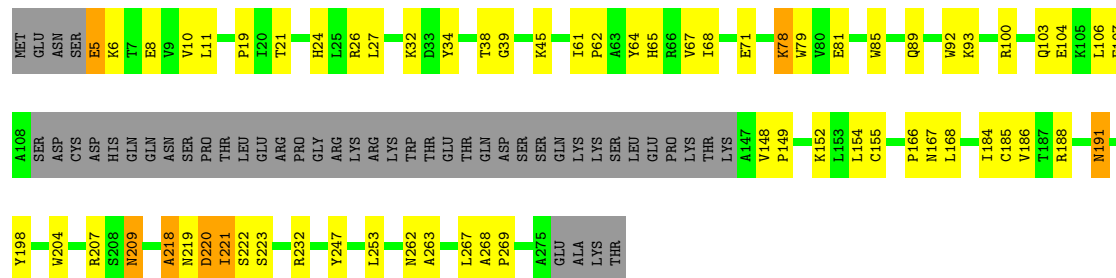 MET GLU ASN SER E5 K6 T7 E8 V9 V10 L11 P19 I20 T21 H24 L25 R26 L27 K32 D33 Y34 T38 G39 K45 I61 P62 A63 Y64 H65 R66 V67 I68 E71 K78 W79 V80 E81 W85 Q89 W92 K93 R100 Q103 E104 K105 L106
A108 SER ASP CYS ASP HIS GLN GLN ASN SER PRO THR LEU GLU ARG PRO GLY ARG LYS ARG LYS TRP THR GLU THR GLN ASP SER SER GLN LYS LYS SER LEU GLU PRO LYS THR LYS A147 V148 P149 K152 L153 L154 C155 P166 N167 L168 I184 C185 V186 T187 R188 N191
Y198 W204 R207 S208 N209 A218 N219 D220 I221 S222 S223 R232 Y247 L253 N262 A263 L267 A268 P269 A275 GLU ALA LYS THR